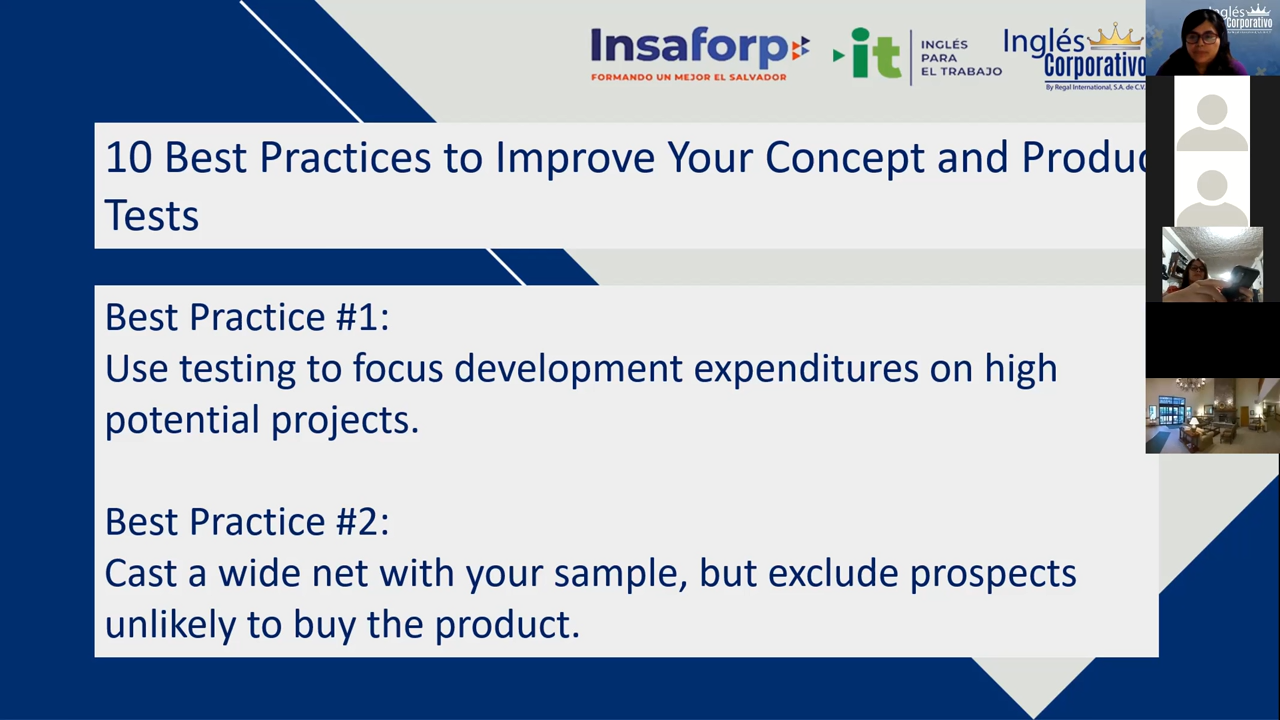 Insaforp
FORMANDO UN MEJOR EL SALVADOR
it
INGLÉS
PARA
EL TRABAJO
Inglés
Corporativo
By Regal International, S.A. de C.V.
Inglés
Corporativo
10 Best Practices to Improve Your Concept and Produc
Tests
Best Practice #1:
Use testing to focus development expenditures on high
potential projects.
Best Practice #2:
Cast a wide net with your sample, but exclude prospects
unlikely to buy the product.